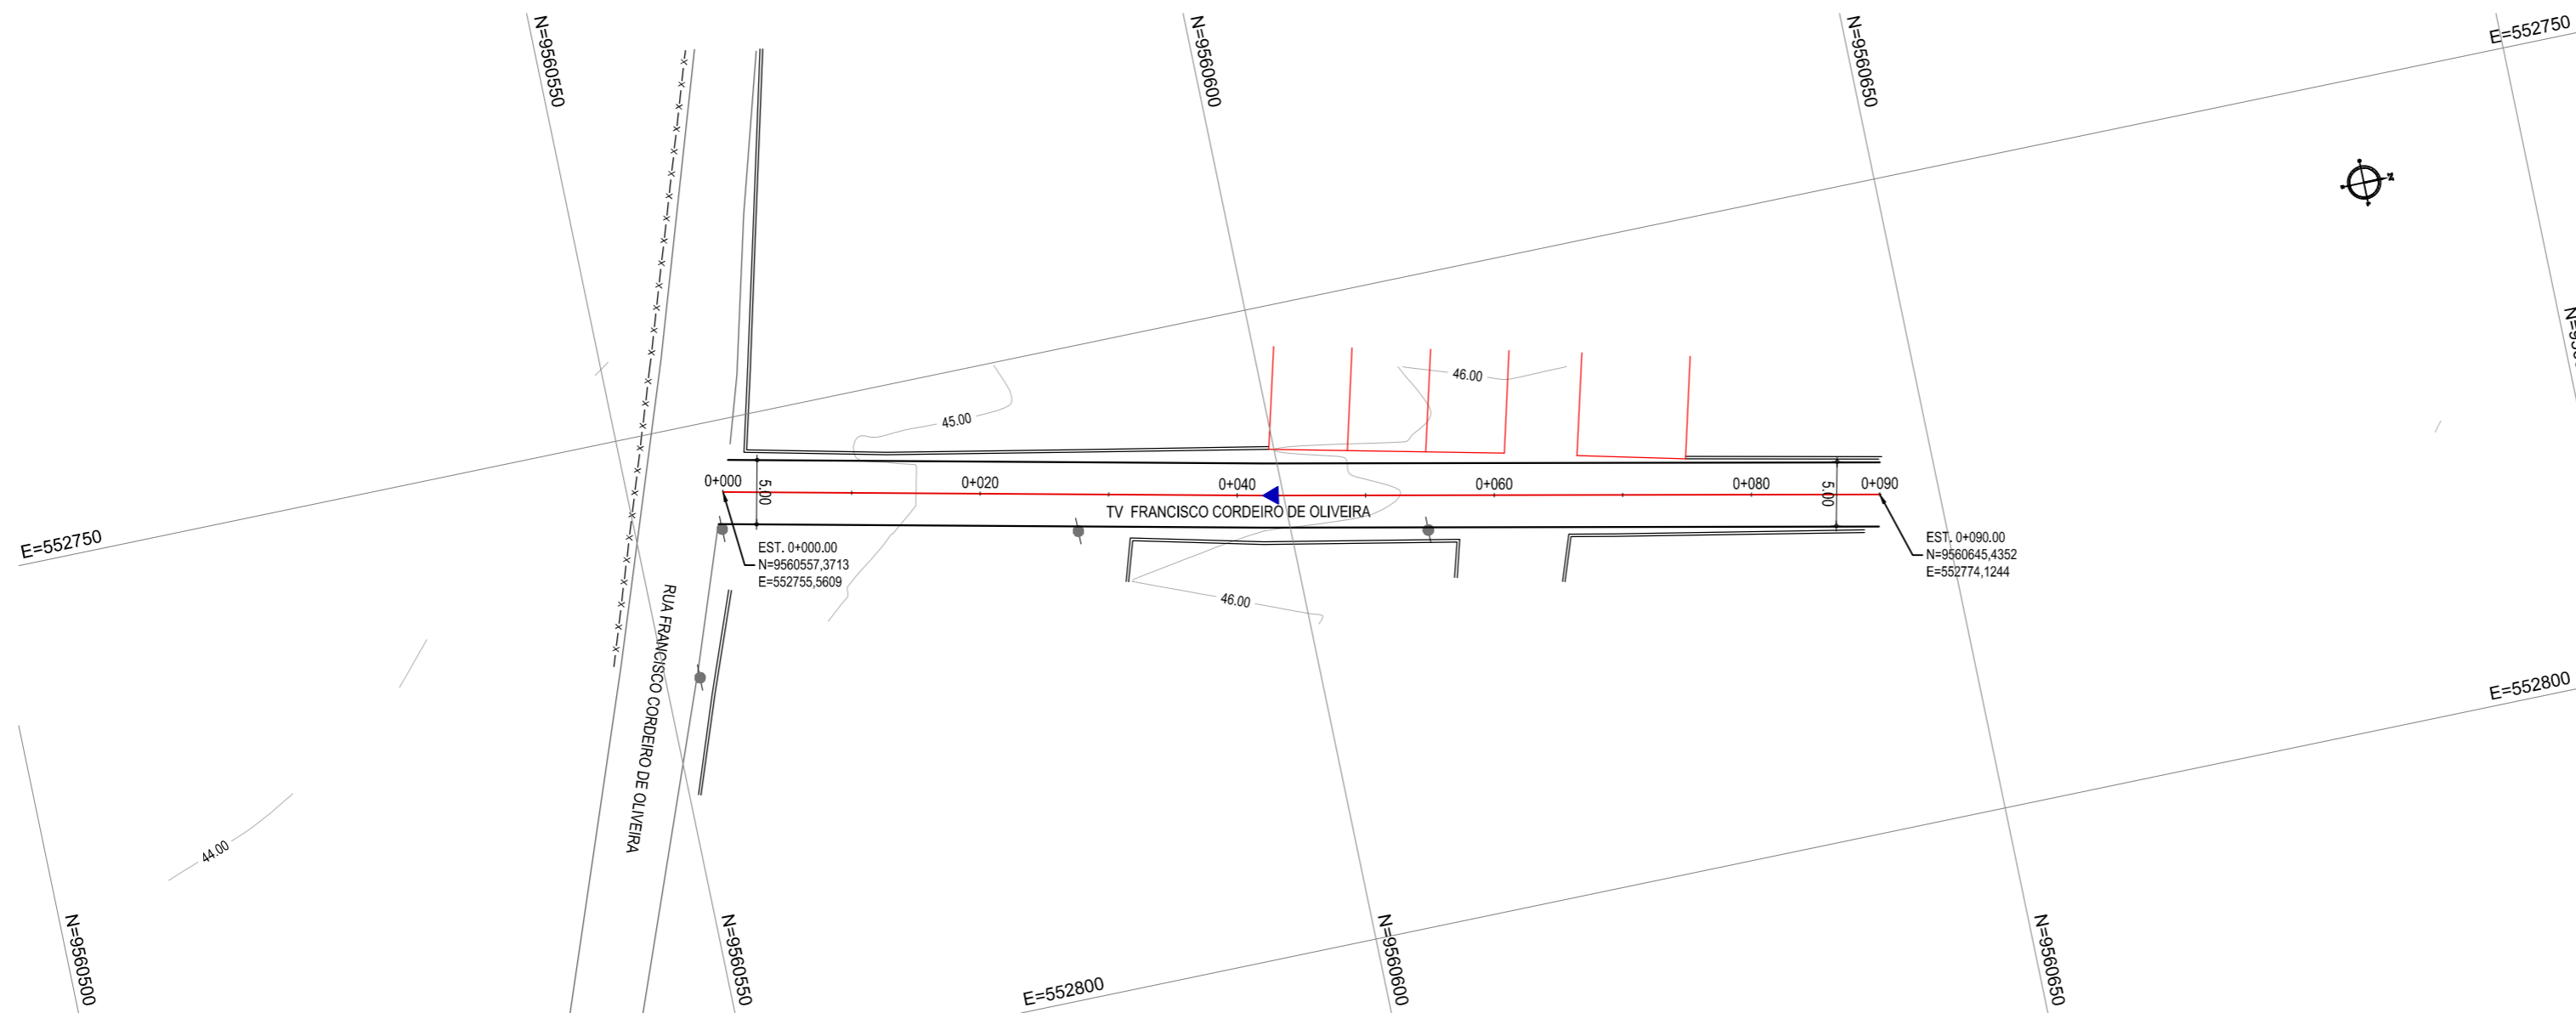 N=9560550
N=9560600
N=9560650
E=552750
46.00
45.00
0+000
0+020
0+040
0+060
0+080
0+090
5.00
5.00
TV FRANCISCO CORDEIRO DE OLIVEIRA
E=552750
EST. 0+000.00
N=9560557,3713
E=552755,5609
EST. 0+090.00
N=9560645,4352
E=552774,1244
46.00
RUA FRANCISCO CORDEIRO DE OLIVEIRA
E=552800
44.00
N=9560500
N=9560550
N=9560600
N=9560650
E=552800